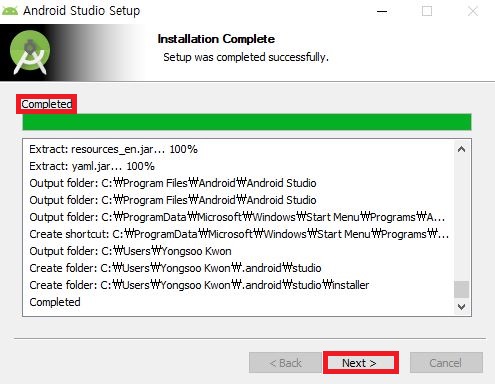 Android Studio Setup
Installation Complete
Setup was completed successfully.
Completed
Extract: resources_en.jar... 100%
Extract: yaml.jar... 100%
Output folder: C:₩Program Files₩Android₩Android Studio
Output folder: C:₩Program Files₩Android₩Android Studio
Output folder: C:₩ProgramData₩Microsoft₩Windows₩Start Menu₩Programs₩A...
Create shortcut: C:₩ProgramData₩Microsoft₩Windows₩Start Menu₩Programs₩...
Output folder: C:₩Users₩Yongsoo Kwon
Create folder: C:₩Users₩Yongsoo Kwon₩.android₩studio
Create folder: C:₩Users₩Yongsoo Kwon₩.android₩studio₩installer
Completed
< Back Next > Cancel